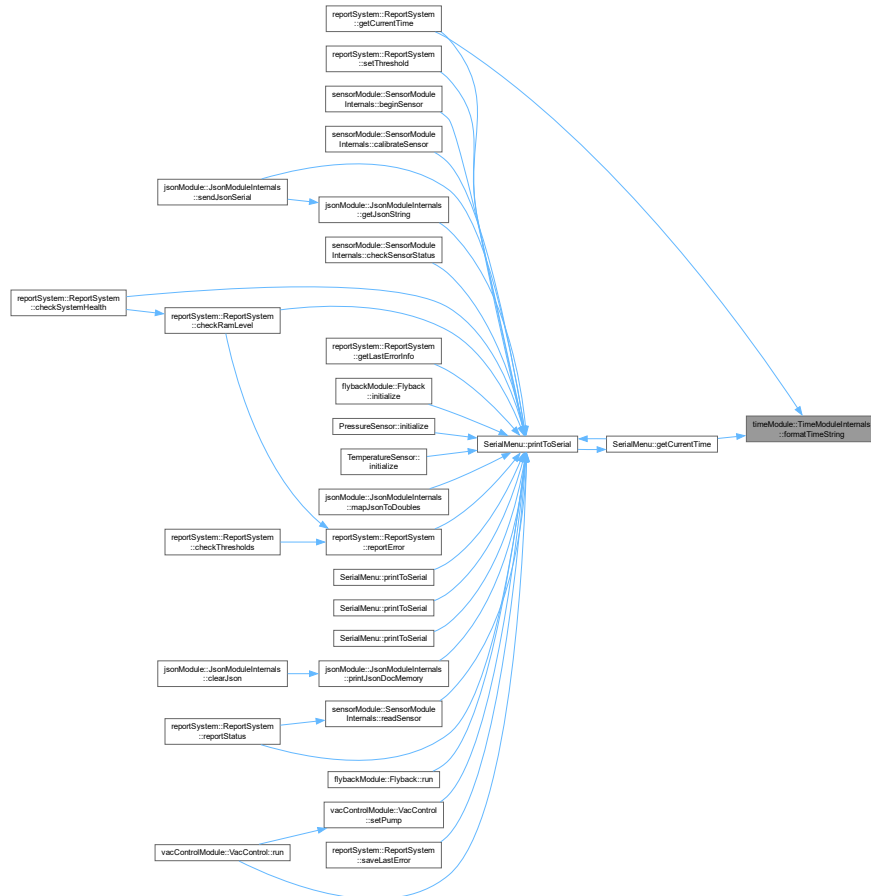 reportSystem::ReportSystem
::getCurrentTime
reportSystem::ReportSystem
::setThreshold
sensorModule::SensorModule
Internals::beginSensor
sensorModule::SensorModule
Internals::calibrateSensor
jsonModule::JsonModuleInternals
::sendJsonSerial
jsonModule::JsonModuleInternals
::getJsonString
sensorModule::SensorModule
Internals::checkSensorStatus
reportSystem::ReportSystem
::checkSystemHealth
reportSystem::ReportSystem
::checkRamLevel
reportSystem::ReportSystem
::getLastErrorInfo
flybackModule::Flyback
::initialize
PressureSensor::initialize
TemperatureSensor::
initialize
SerialMenu::printToSerial
SerialMenu::getCurrentTime
timeModule::TimeModuleInternals
::formatTimeString
jsonModule::JsonModuleInternals
::mapJsonToDoubles
reportSystem::ReportSystem
::checkThresholds
reportSystem::ReportSystem
::reportError
SerialMenu::printToSerial
SerialMenu::printToSerial
SerialMenu::printToSerial
jsonModule::JsonModuleInternals
::clearJson
jsonModule::JsonModuleInternals
::printJsonDocMemory
sensorModule::SensorModule
Internals::readSensor
reportSystem::ReportSystem
::reportStatus
flybackModule::Flyback::run
vacControlModule::VacControl
::setPump
vacControlModule::VacControl::run
reportSystem::ReportSystem
::saveLastError